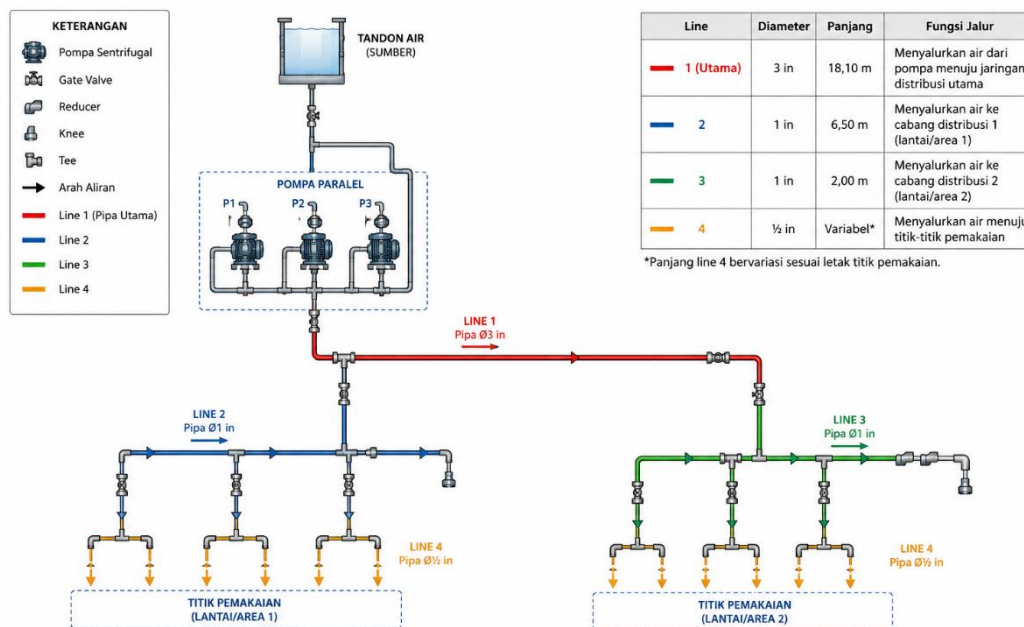 KETERANGAN
Pompa Sentrifugal
Gate Valve
Reducer
Knee
Tee
Arah Aliran
Line 1 (Pipa Utama)
Line 2
Line 3
Line 4
TANDON AIR
(SUMBER)
POMPA PARALEL
P1
P2
P3
Line Diameter Panjang Fungsi Jalur
1 (Utama) 3 in 18,10 m Menyalurkan air dari
pompa menuju jaringan
distribusi utama
2 1 in 6,50 m Menyalurkan air ke
cabang distribusi 1
(lantai/area 1)
3 1 in 2,00 m Menyalurkan air ke
cabang distribusi 2
(lantai/area 2)
4 ½ in Variabel* Menyalurkan air menuju
titik-titik pemakaian
*Panjang line 4 bervariasi sesuai letak titik pemakaian.
LINE 1
Pipa Ø3 in
LINE 2
Pipa Ø1 in
LINE 3
Pipa Ø1 in
LINE 4
Pipa Ø½ in
LINE 4
Pipa Ø½ in
TITIK PEMAKAIAN
(LANTAI/AREA 1)
TITIK PEMAKAIAN
(LANTAI/AREA 2)